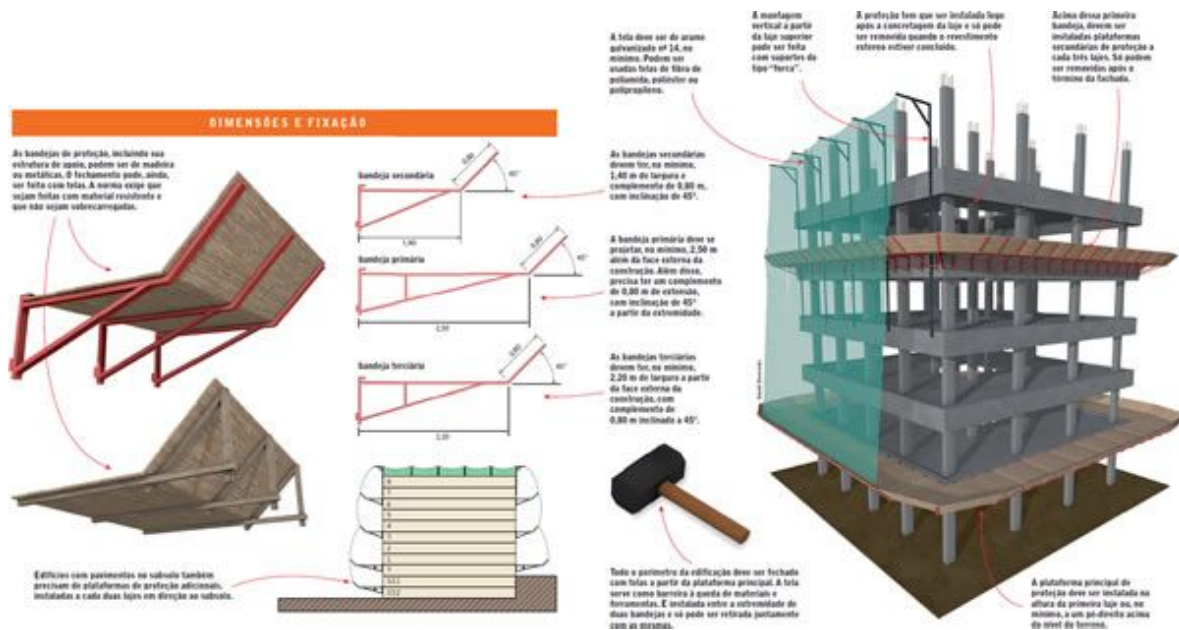 DIMENSÕES E FIXAÇÃO
As bandejas de proteção, incluindo sua
estrutura de apoio, podem ser de madeira
ou metálicas. O fechamento pode, ainda,
ser feito com telas. A norma exige que
sejam feitas com material resistente e
que não sejam sobrecarregadas.
bandeja secundária
0,80
45°
1,40
bandeja primária
0,80
45°
2,50
bandeja terciária
0,80
45°
2,20
Edifícios com pavimentos no subsolo também
precisam de plataformas de proteção adicionais,
instaladas a cada duas lajes em direção ao subsolo.
8
7
6
5
4
3
2
1
T
SS1
SS2
A tela deve ser de arame
galvanizado nº 14, no
mínimo. Podem ser
usadas telas de fibra de
poliamida, poliéster ou
polipropileno.
A montagem
vertical a partir
da laje superior
pode ser feita
com suportes do
tipo “forca”.
A proteção tem que ser instalada logo
após a concretagem da laje e só pode
ser removida quando o revestimento
externo estiver concluído.
Acima dessa primeira
bandeja, devem ser
instaladas plataformas
secundárias de proteção a
cada três lajes. Só podem
ser removidas após o
término da fachada.
As bandejas secundárias
devem ter, no mínimo,
1,40 m de largura e
complemento de 0,80 m,
com inclinação de 45°.
A bandeja primária deve se
projetar, no mínimo, 2,50 m
além da face externa da
construção. Além disso,
precisa ter um complemento
de 0,80 m de extensão,
com inclinação de 45°
a partir da extremidade.
As bandejas terciárias
devem ter, no mínimo,
2,20 m de largura a partir
da face externa da
construção, com
complemento de
0,80 m inclinado a 45°.
Todo o perímetro da edificação deve ser fechado
com telas a partir da plataforma principal. A tela
serve como barreira à queda de materiais e
ferramentas. É instalada entre a extremidade de
duas bandejas e só pode ser retirada juntamente
com as mesmas.
A plataforma principal de
proteção deve ser instalada na
altura da primeira laje ou, no
mínimo, a um pé-direito acima
do nível do terreno.